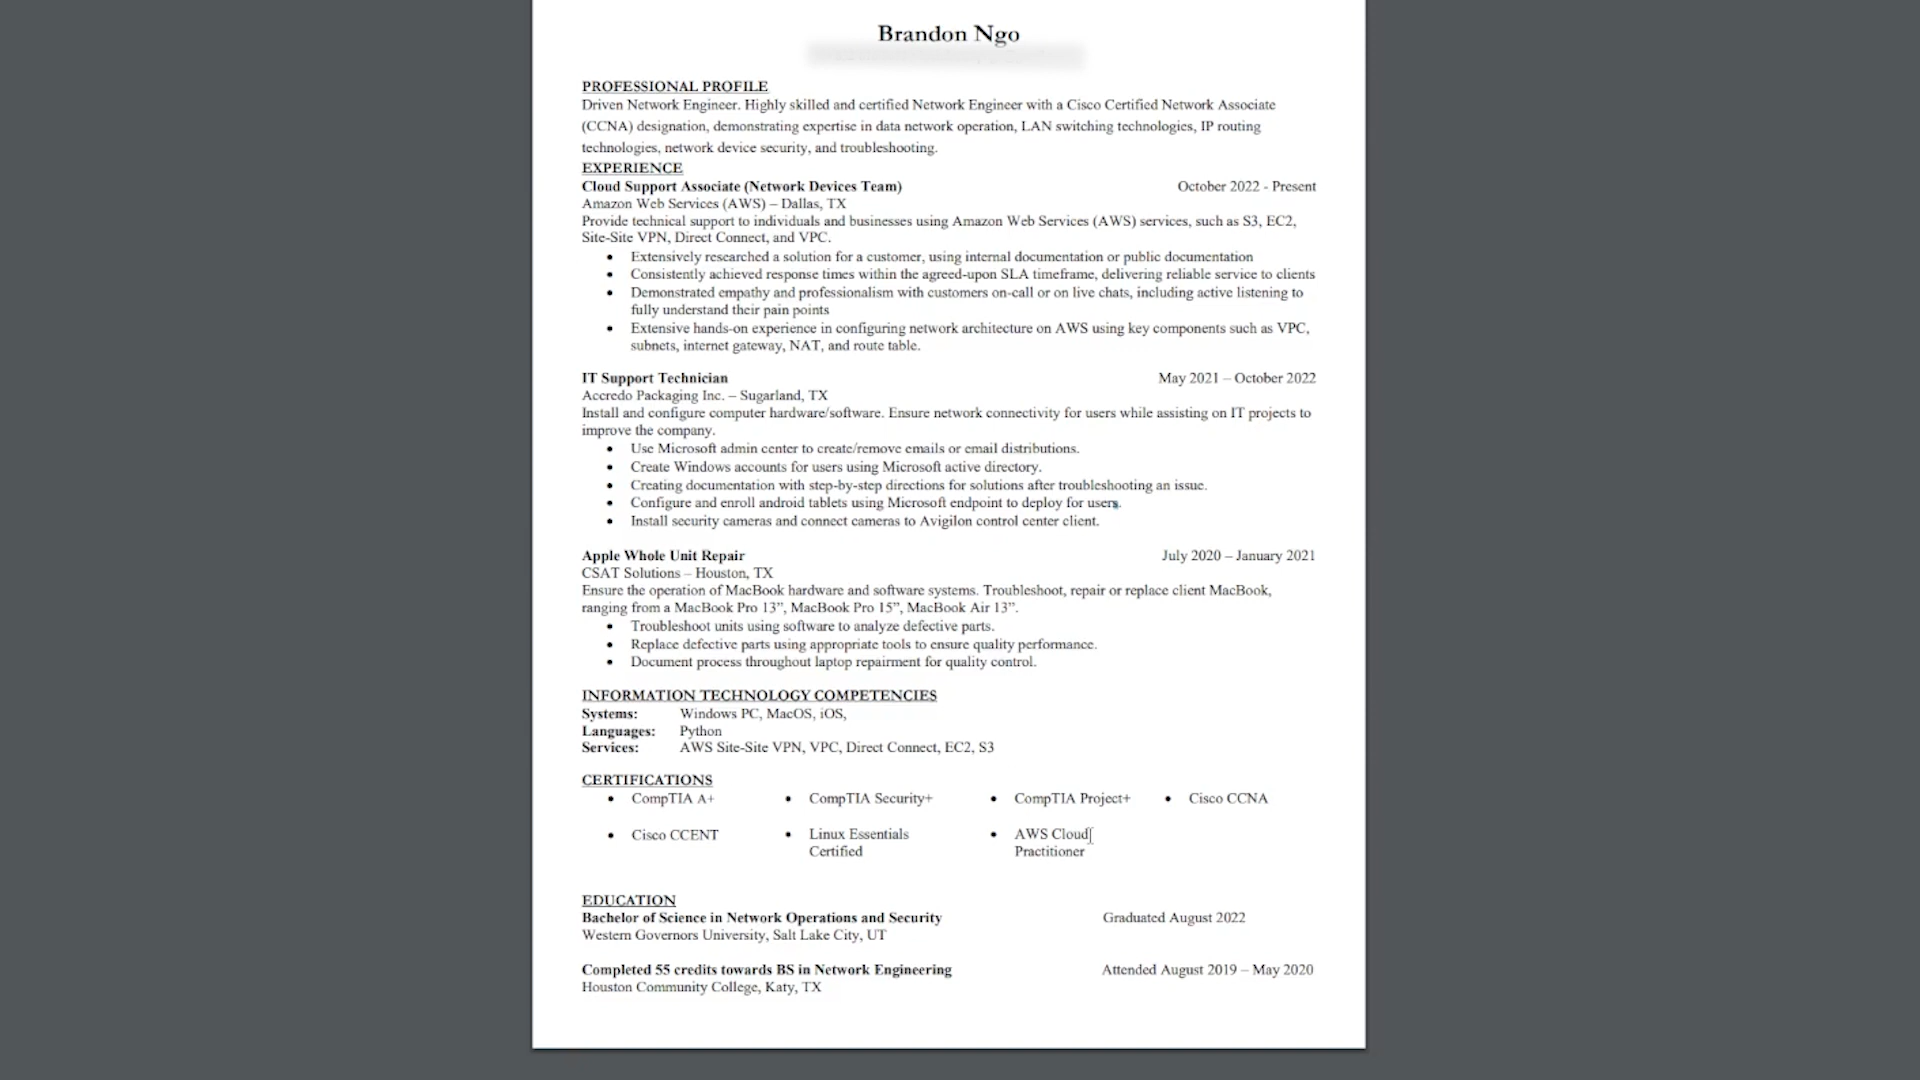 Brandon Ngo
PROFESSIONAL PROFILE
Driven Network Engineer. Highly skilled and certified Network Engineer with a Cisco Certified Network Associate
(CCNA) designation, demonstrating expertise in data network operation, LAN switching technologies, IP routing
technologies, network device security, and troubleshooting.
EXPERIENCE
Cloud Support Associate (Network Devices Team) October 2022 - Present
Amazon Web Services (AWS) – Dallas, TX
Provide technical support to individuals and businesses using Amazon Web Services (AWS) services, such as S3, EC2,
Site-Site VPN, Direct Connect, and VPC.
• Extensively researched a solution for a customer, using internal documentation or public documentation
• Consistently achieved response times within the agreed-upon SLA timeframe, delivering reliable service to clients
• Demonstrated empathy and professionalism with customers on-call or on live chats, including active listening to
fully understand their pain points
• Extensive hands-on experience in configuring network architecture on AWS using key components such as VPC,
subnets, internet gateway, NAT, and route table.
IT Support Technician May 2021 – October 2022
Accredo Packaging Inc. – Sugarland, TX
Install and configure computer hardware/software. Ensure network connectivity for users while assisting on IT projects to
improve the company.
• Use Microsoft admin center to create/remove emails or email distributions.
• Create Windows accounts for users using Microsoft active directory.
• Creating documentation with step-by-step directions for solutions after troubleshooting an issue.
• Configure and enroll android tablets using Microsoft endpoint to deploy for users.
• Install security cameras and connect cameras to Avigilon control center client.
Apple Whole Unit Repair July 2020 – January 2021
CSAT Solutions – Houston, TX
Ensure the operation of MacBook hardware and software systems. Troubleshoot, repair or replace client MacBook,
ranging from a MacBook Pro 13”, MacBook Pro 15”, MacBook Air 13”.
• Troubleshoot units using software to analyze defective parts.
• Replace defective parts using appropriate tools to ensure quality performance.
• Document process throughout laptop repairment for quality control.
INFORMATION TECHNOLOGY COMPETENCIES
Systems: Windows PC, MacOS, iOS,
Languages: Python
Services: AWS Site-Site VPN, VPC, Direct Connect, EC2, S3
CERTIFICATIONS
• CompTIA A+ • CompTIA Security+ • CompTIA Project+ • Cisco CCNA
• Cisco CCENT • Linux Essentials • AWS Cloud
Certified Practitioner
EDUCATION
Bachelor of Science in Network Operations and Security Graduated August 2022
Western Governors University, Salt Lake City, UT
Completed 55 credits towards BS in Network Engineering Attended August 2019 – May 2020
Houston Community College, Katy, TX